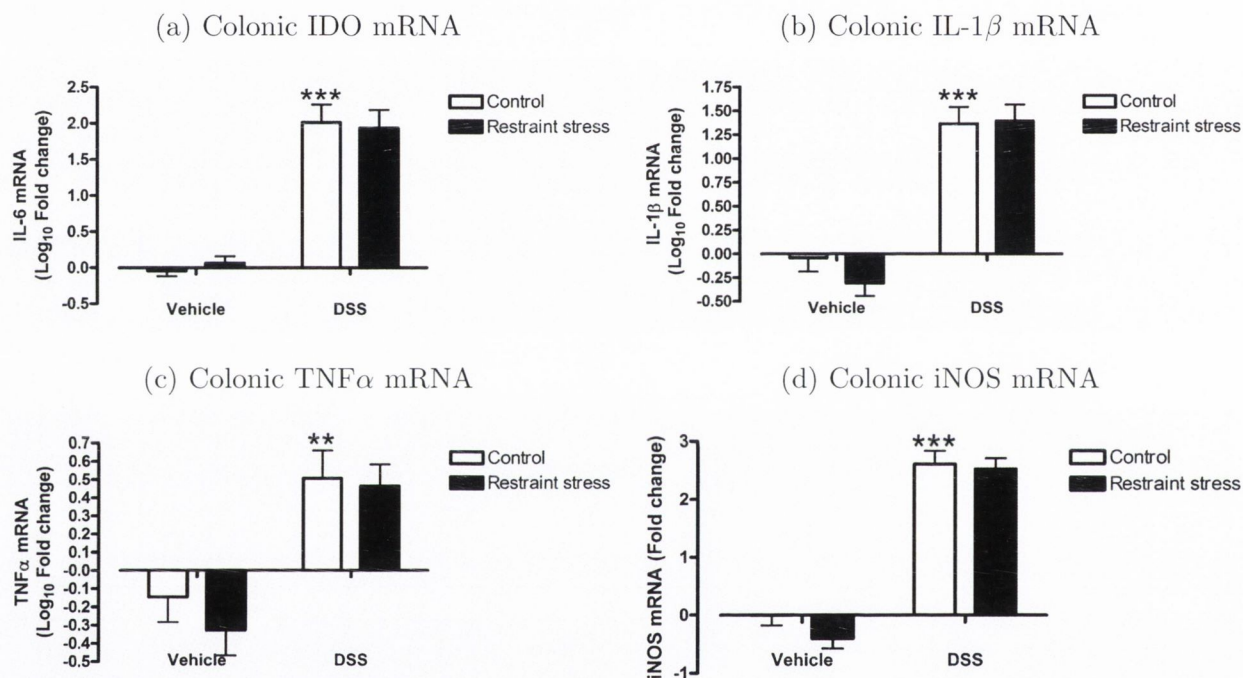 (a) Colonic IDO mRNA
IL-6 mRNA
(Log10 Fold change)
2.5
2.0
1.5
1.0
0.5
0.0
-0.5
***
Vehicle
DSS
Control
Restraint stress
(b) Colonic IL-1β mRNA
IL-1β mRNA
(Log10 Fold change)
1.75
1.50
1.25
1.00
0.75
0.50
0.25
0.00
-0.25
-0.50
***
Vehicle
DSS
Control
Restraint stress
(c) Colonic TNFα mRNA
TNFα mRNA
(Log10 Fold change)
0.7
0.6
0.5
0.4
0.3
0.2
0.1
-0.0
-0.1
-0.2
-0.3
-0.4
-0.5
**
Vehicle
DSS
Control
Restraint stress
(d) Colonic iNOS mRNA
iNOS mRNA (Fold change)
3
2
1
0
-1
***
Vehicle
DSS
Control
Restraint stress